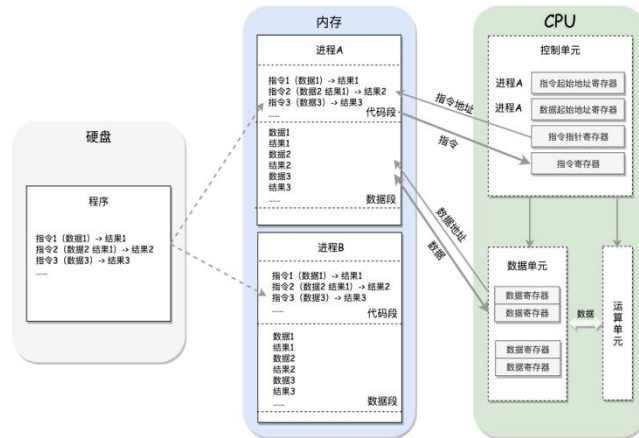 硬盘
程序
指令1（数据1）-> 结果1
指令2（数据2 结果1）-> 结果2
指令3（数据3）-> 结果3
......
内存
进程A
指令1（数据1）-> 结果1
指令2（数据2 结果1）-> 结果2
指令3（数据3）-> 结果3
......
代码段
数据1
结果1
数据2
结果2
数据3
结果3
......
数据段
进程B
指令1（数据1）-> 结果1
指令2（数据2 结果1）-> 结果2
指令3（数据3）-> 结果3
......
代码段
数据1
结果1
数据2
结果2
数据3
结果3
......
数据段
指令地址
指令
数据地址
数据
CPU
控制单元
进程A 指令起始地址寄存器
进程A 数据起始地址寄存器
指令指针寄存器
指令寄存器
数据单元
数据寄存器
数据寄存器
数据寄存器
数据寄存器
数据
运算单元